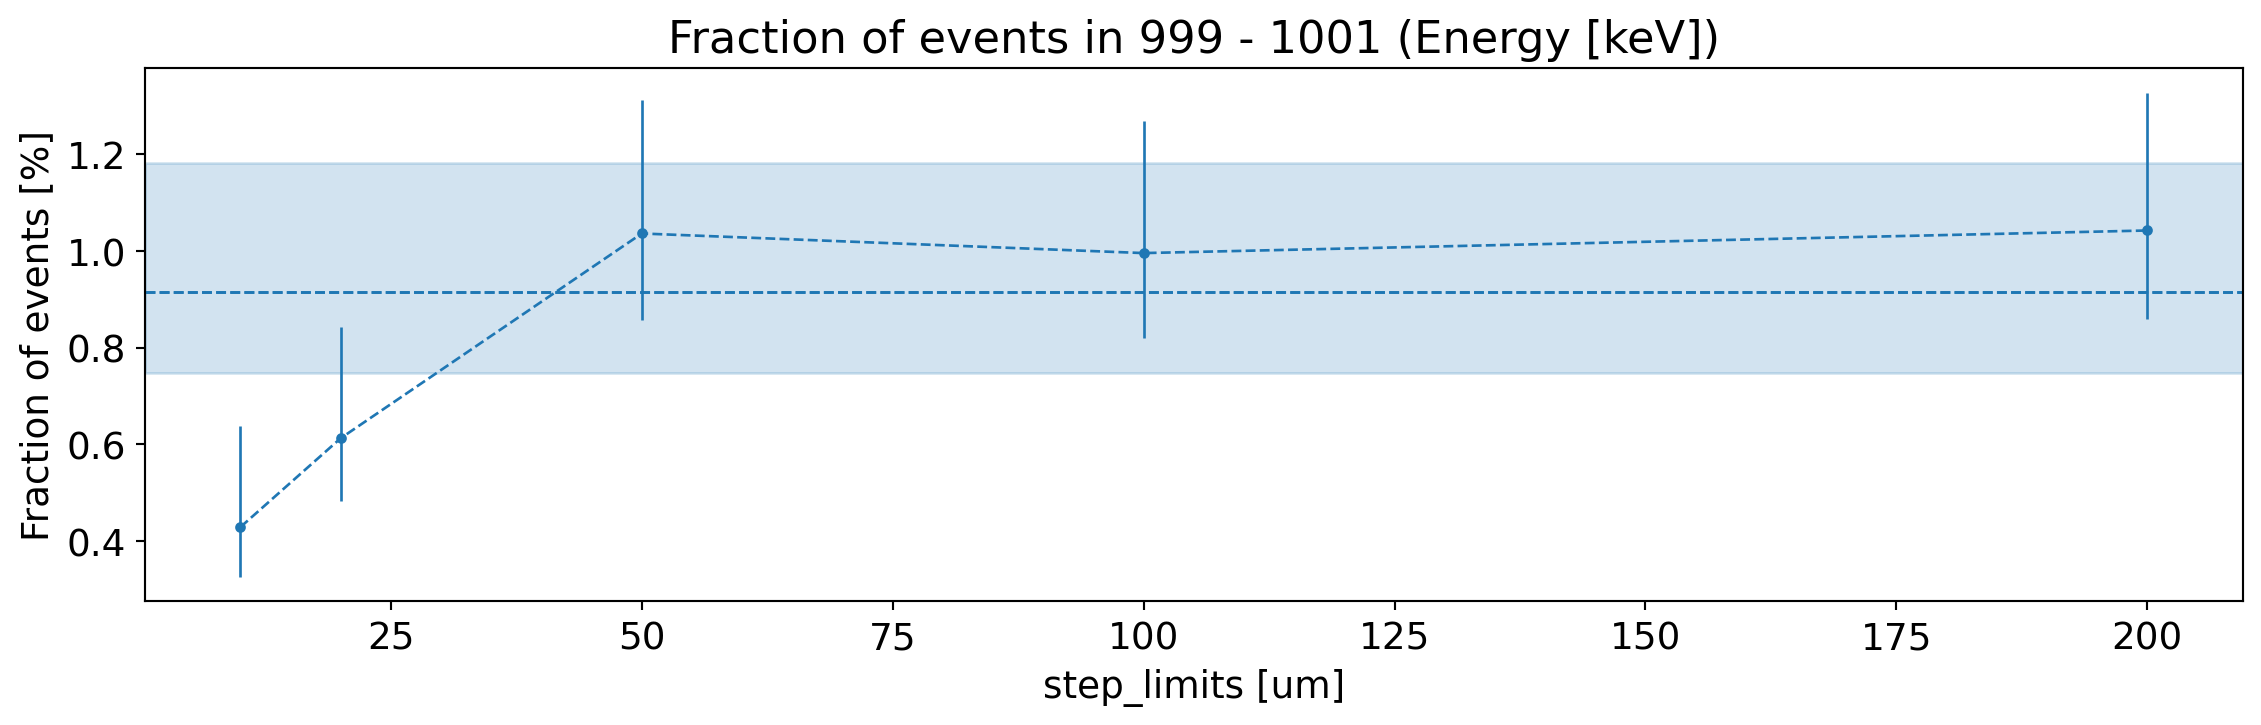 Fraction of events in 999 - 1001 (Energy [keV])
Fraction of events [%]
1.2
1.0
0.8
0.6
0.4
25 50 75 100 125 150 175 200
step_limits [um]